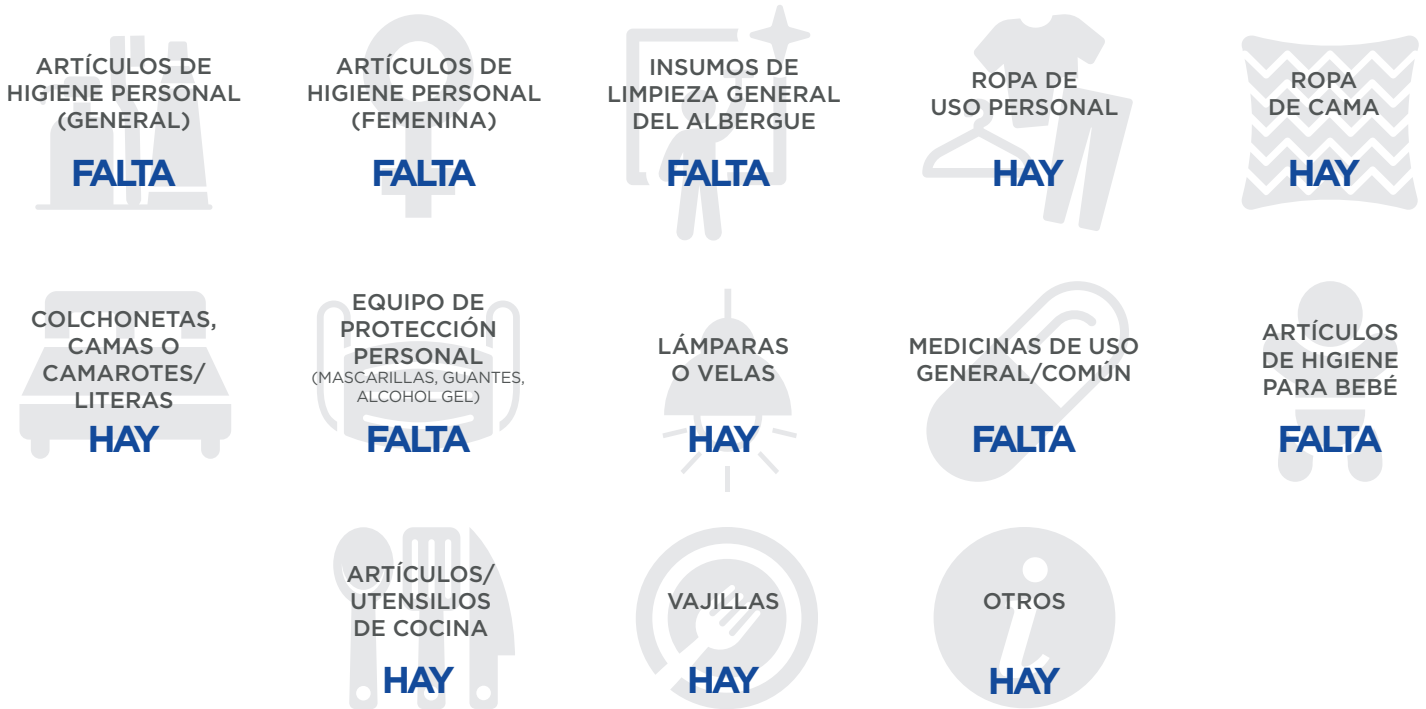 ARTÍCULOS DE
HIGIENE PERSONAL
(GENERAL)
FALTA
ARTÍCULOS DE
HIGIENE PERSONAL
(FEMENINA)
FALTA
INSUMOS DE
LIMPIEZA GENERAL
DEL ALBERGUE
FALTA
ROPA DE
USO PERSONAL
HAY
ROPA
DE CAMA
HAY
COLCHONETAS,
CAMAS O
CAMAROTES/
LITERAS
HAY
EQUIPO DE
PROTECCIÓN
PERSONAL
(MASCARILLAS, GUANTES,
ALCOHOL GEL)
FALTA
LÁMPARAS
O VELAS
HAY
MEDICINAS DE USO
GENERAL/COMÚN
FALTA
ARTÍCULOS
DE HIGIENE
PARA BEBÉ
FALTA
ARTÍCULOS/
UTENSILIOS
DE COCINA
HAY
VAJILLAS
HAY
OTROS
HAY